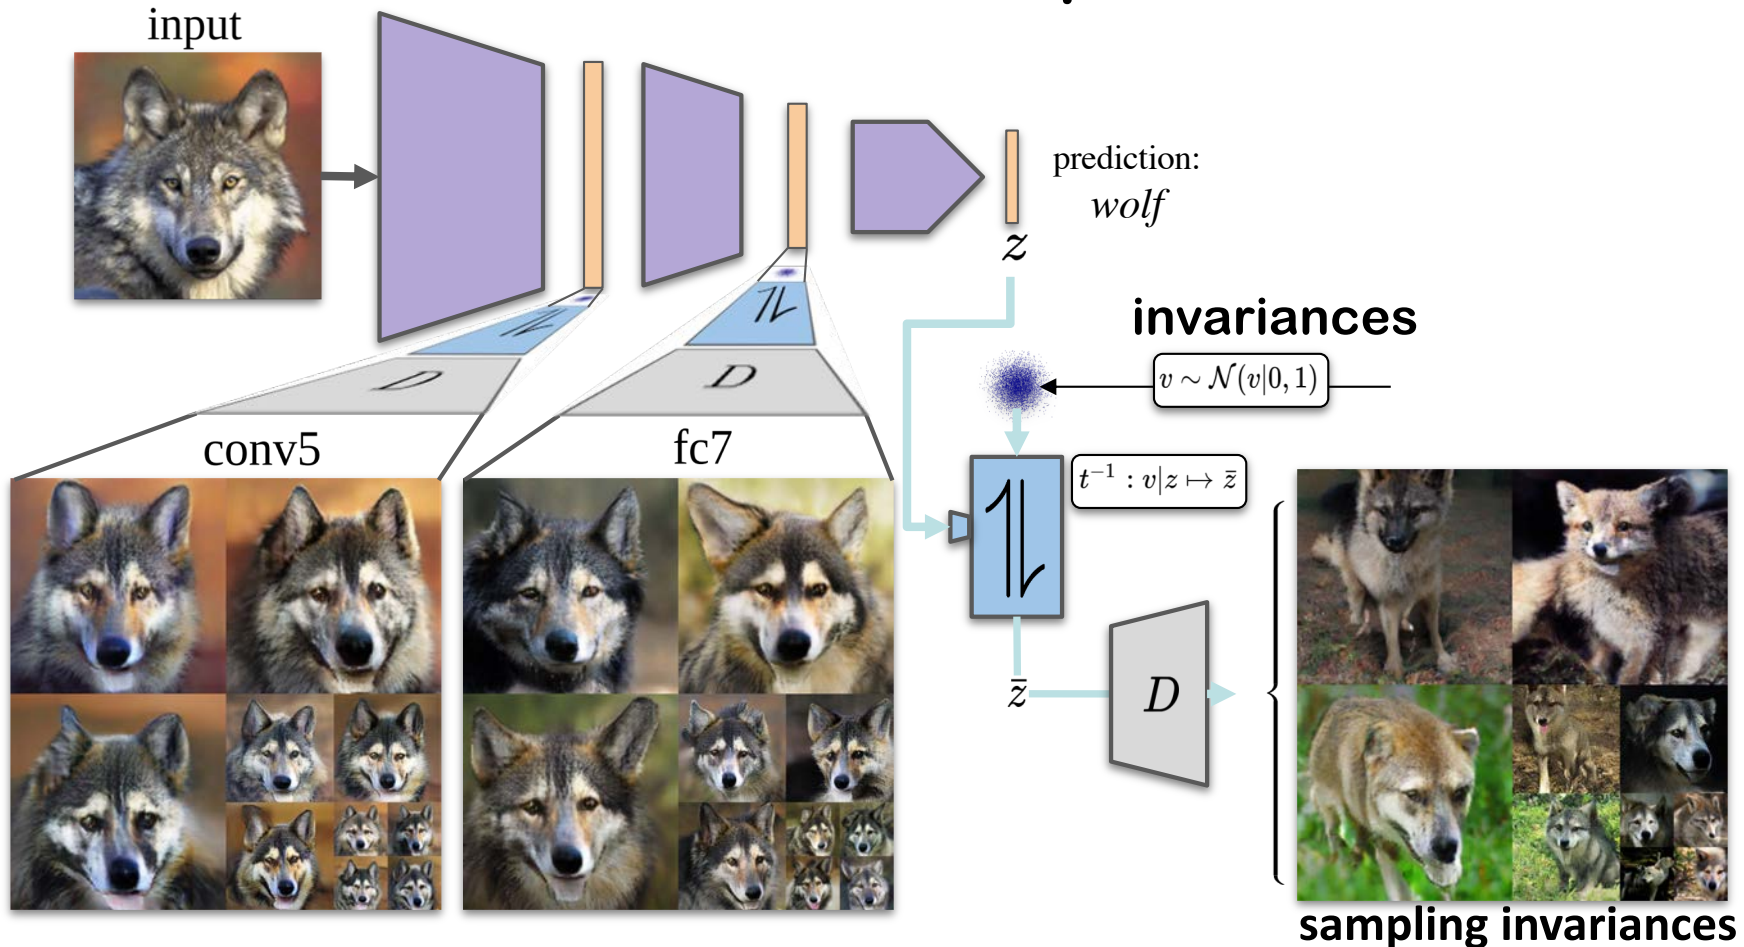 input
prediction:
wolf
z
invariances
v ∼ 𝒩(v|0, 1)
D
D
conv5
fc7
t⁻¹ : v|z ↦ z̄
z̄
D
sampling invariances